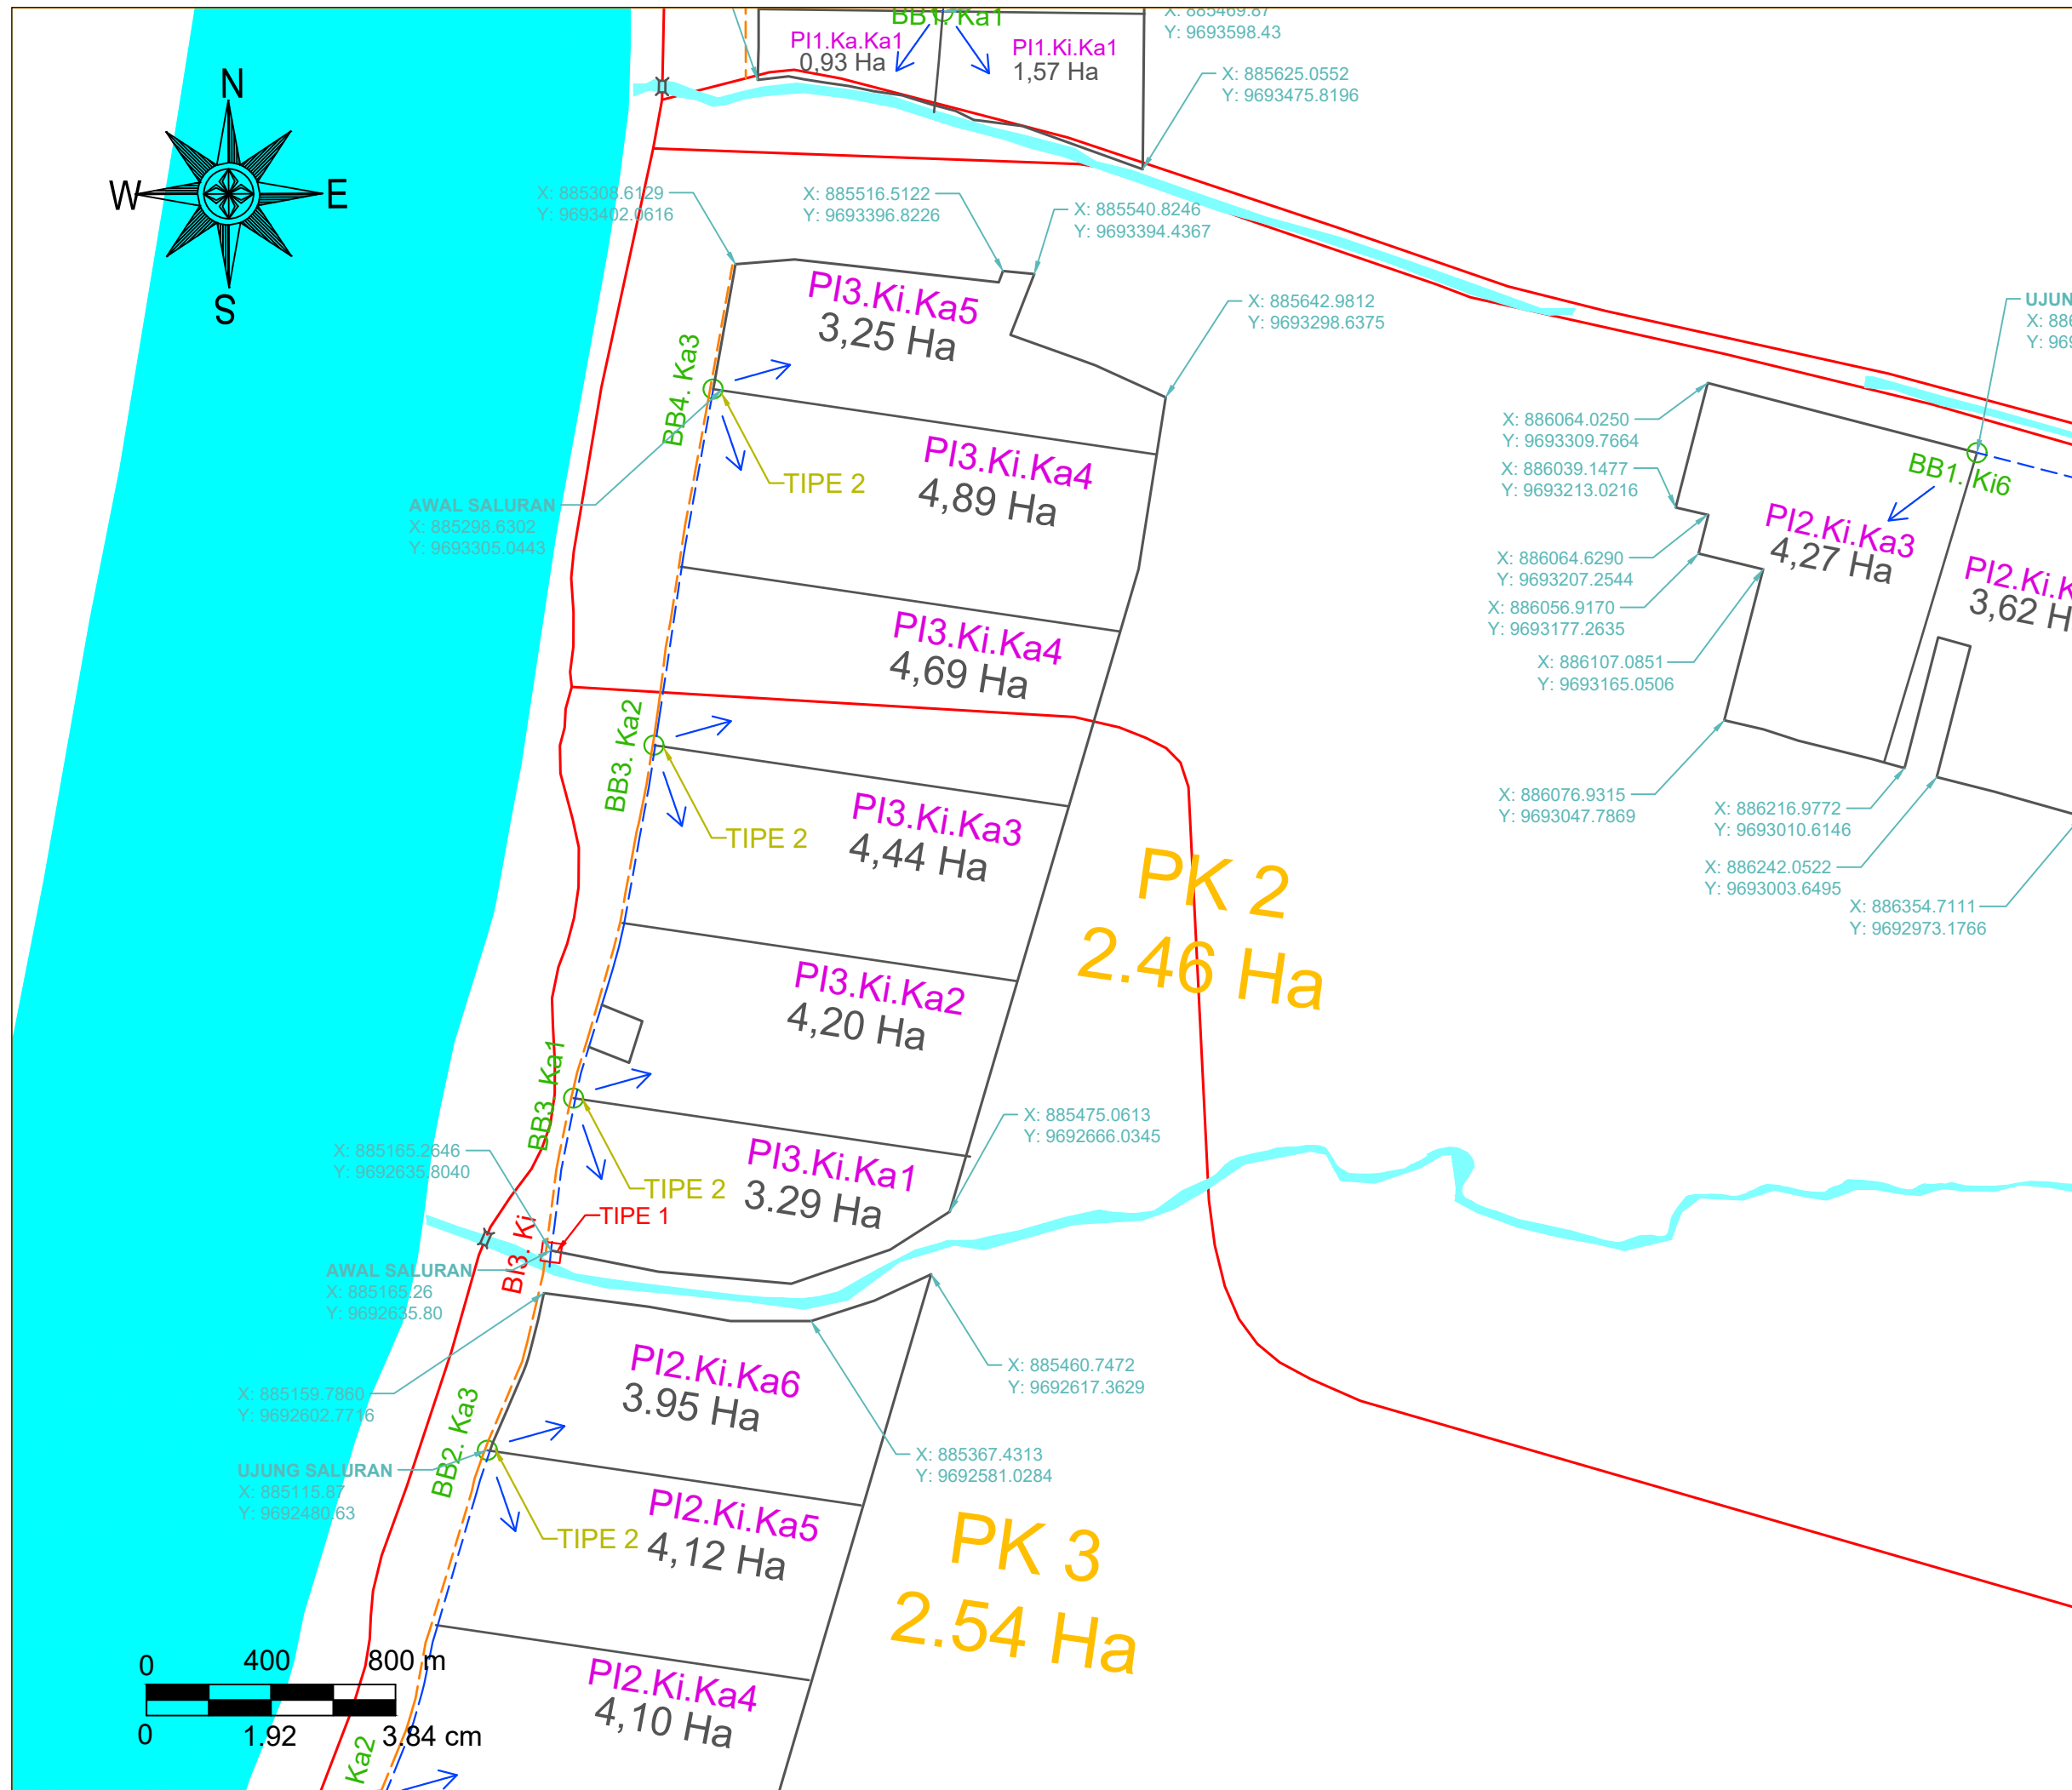 BB1. Ka1
X: 885469.87
Y: 9693598.43
PI1.Ka.Ka1
0,93 Ha
PI1.Ki.Ka1
1,57 Ha
X: 885625.0552
Y: 9693475.8196
N
W
E
S
X: 885308.6129
Y: 9693402.0616
X: 885516.5122
Y: 9693396.8226
X: 885540.8246
Y: 9693394.4367
PI3.Ki.Ka5
3,25 Ha
X: 885642.9812
Y: 9693298.6375
UJUN
X: 886
Y: 969
BB4. Ka3
TIPE 2
PI3.Ki.Ka4
4,89 Ha
AWAL SALURAN
X: 885298.6302
Y: 9693305.0443
X: 886064.0250
Y: 9693309.7664
X: 886039.1477
Y: 9693213.0216
BB1. Ki6
PI2.Ki.Ka3
4,27 Ha
X: 886064.6290
Y: 9693207.2544
X: 886056.9170
Y: 9693177.2635
PI2.Ki.K
3,62 H
X: 886107.0851
Y: 9693165.0506
PI3.Ki.Ka4
4,69 Ha
BB3. Ka2
TIPE 2
PI3.Ki.Ka3
4,44 Ha
X: 886076.9315
Y: 9693047.7869
X: 886216.9772
Y: 9693010.6146
X: 886242.0522
Y: 9693003.6495
X: 886354.7111
Y: 9692973.1766
PK 2
2.46 Ha
PI3.Ki.Ka2
4,20 Ha
BB3. Ka1
X: 885475.0613
Y: 9692666.0345
X: 885165.2646
Y: 9692635.8040
PI3.Ki.Ka1
3.29 Ha
TIPE 2
TIPE 1
BI3. Ki
AWAL SALURAN
X: 885165.26
Y: 9692635.80
PI2.Ki.Ka6
3.95 Ha
X: 885460.7472
Y: 9692617.3629
X: 885159.7860
Y: 9692602.7716
BB2. Ka3
X: 885367.4313
Y: 9692581.0284
UJUNG SALURAN
X: 885115.87
Y: 9692480.63
TIPE 2
PI2.Ki.Ka5
4,12 Ha
PK 3
2.54 Ha
PI2.Ki.Ka4
4,10 Ha
0 400 800 m
0 1.92 3.84 cm
Ka2